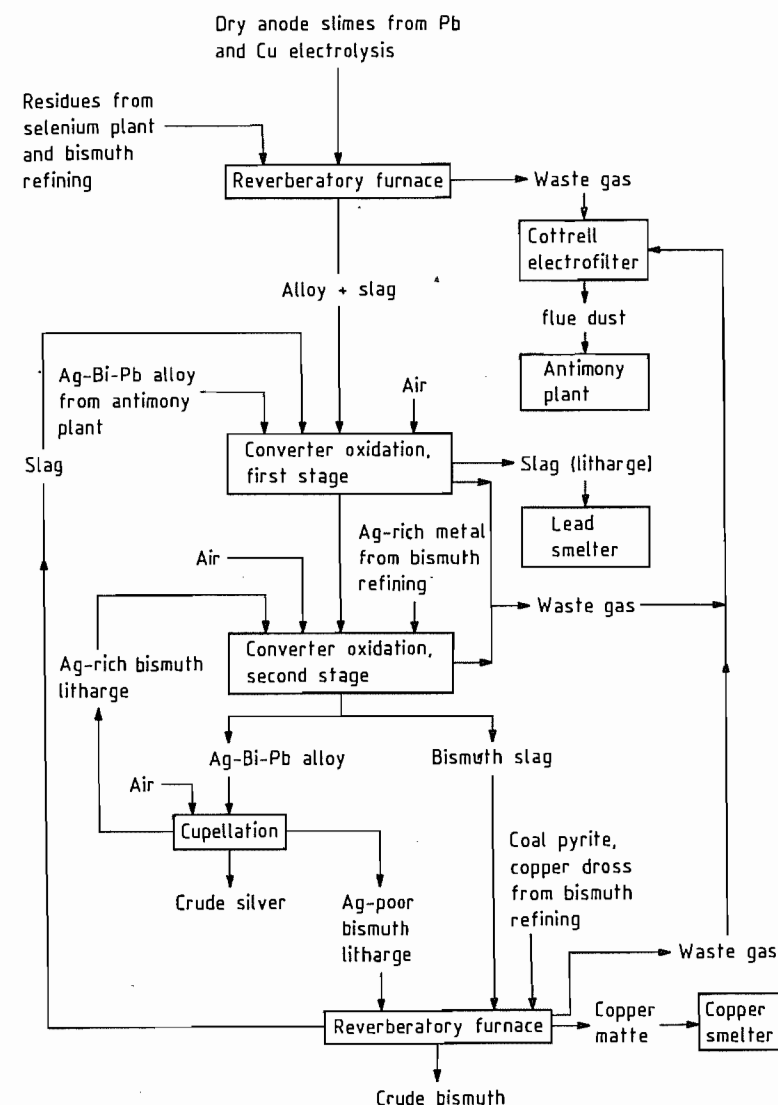 Dry anode slimes from Pb
and Cu electrolysis
Residues from
selenium plant
and bismuth
refining
Reverberatory furnace
Waste gas
Cottrell
electrofilter
Alloy + slag
flue dust
Antimony
plant
Ag-Bi-Pb alloy
from antimony
plant
Air
Slag
Converter oxidation,
first stage
Slag (litharge)
Lead
smelter
Ag-rich metal
from bismuth
refining
Air
Waste gas
Converter oxidation,
second stage
Ag-rich bismuth
litharge
Ag-Bi-Pb alloy
Bismuth slag
Air
Cupellation
Coal pyrite,
copper dross
from bismuth
refining
Crude silver
Ag-poor
bismuth
litharge
Waste gas
Reverberatory furnace
Copper
matte
Copper
smelter
Crude bismuth